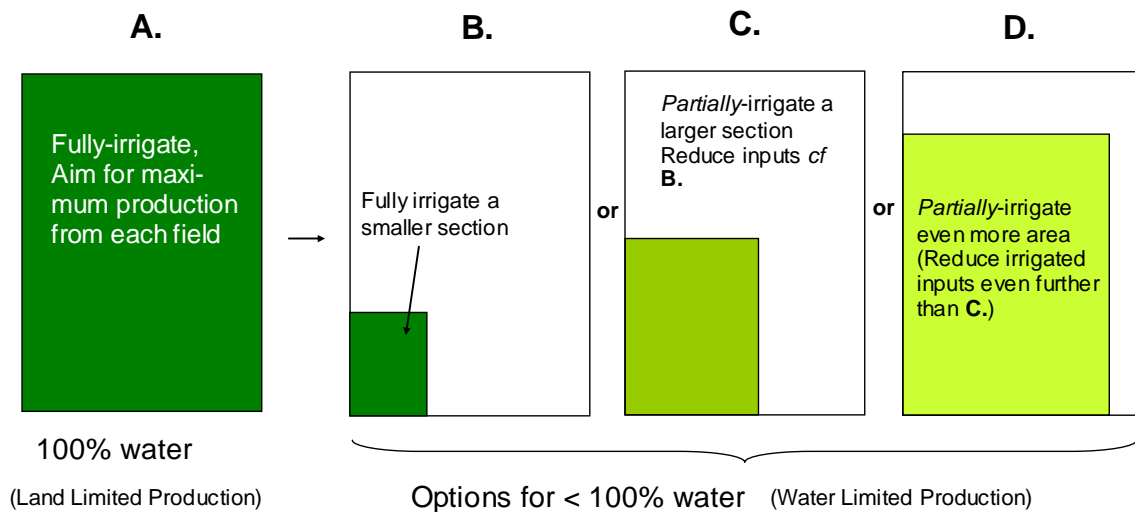 A.
B.
C.
D.
Fully-irrigate,
Aim for maxi-
mum production
from each field
Fully irrigate a
smaller section
or
Partially-irrigate a
larger section
Reduce inputs cf
B.
or
Partially-irrigate
even more area
(Reduce irrigated
inputs even further
than C.)
100% water
(Land Limited Production)
Options for < 100% water (Water Limited Production)